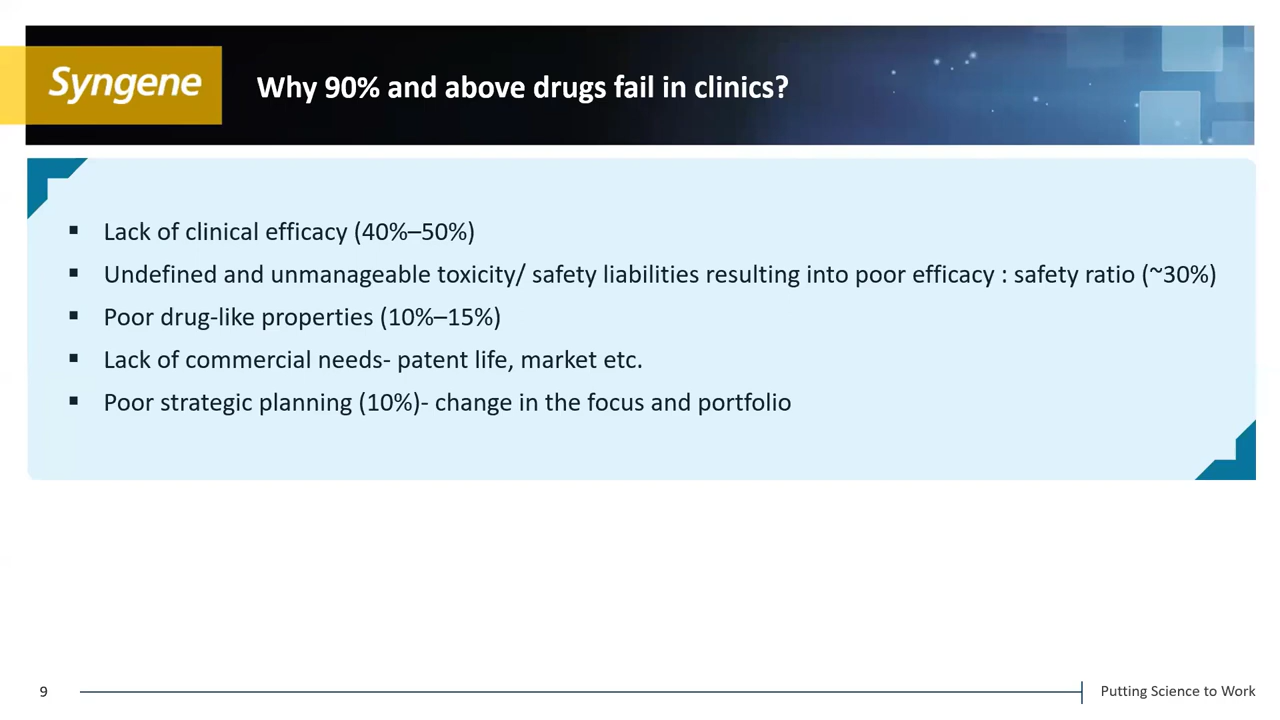 Syngene
Why 90% and above drugs fail in clinics?
▪ Lack of clinical efficacy (40%–50%)
▪ Undefined and unmanageable toxicity/ safety liabilities resulting into poor efficacy : safety ratio (~30%)
▪ Poor drug-like properties (10%–15%)
▪ Lack of commercial needs- patent life, market etc.
▪ Poor strategic planning (10%)- change in the focus and portfolio
9
Putting Science to Work